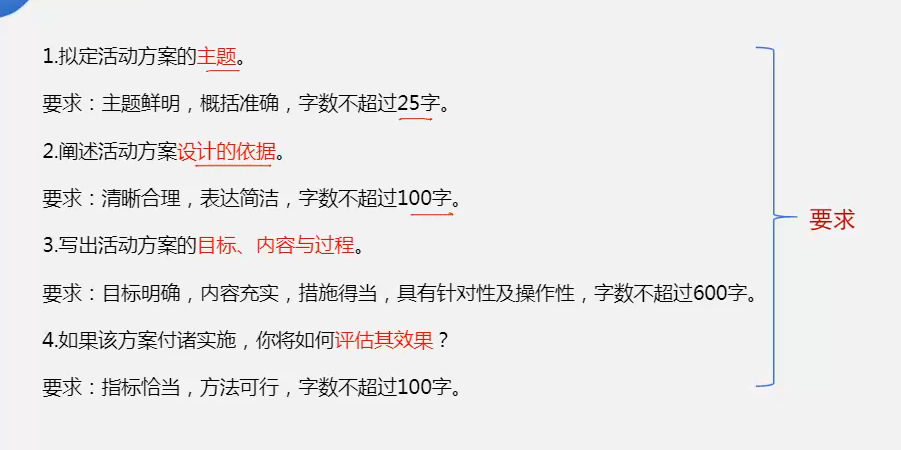 1.拟定活动方案的主题。
要求：主题鲜明，概括准确，字数不超过25字。
2.阐述活动方案设计的依据。
要求：清晰合理，表达简洁，字数不超过100字。
3.写出活动方案的目标、内容与过程。
要求：目标明确，内容充实，措施得当，具有针对性及操作性，字数不超过600字。
4.如果该方案付诸实施，你将如何评估其效果？
要求：指标恰当，方法可行，字数不超过100字。
要求